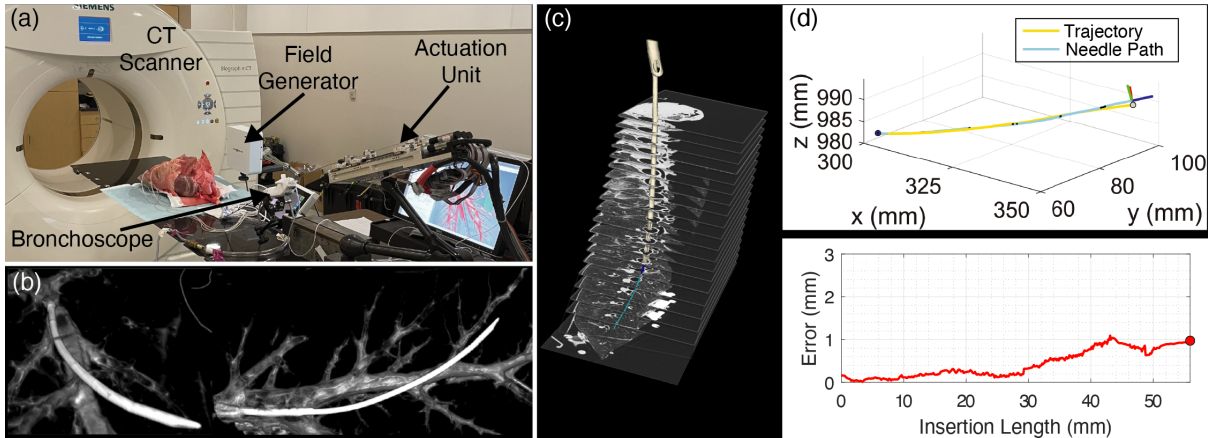 (a)
SIEMENS
CT
Scanner
Field
Generator
Actuation
Unit
Biograph mCT
Bronchoscope
(b)
(c)
(d)
Trajectory
Needle Path
z (mm)
990
985
980
300
325
350
x (mm)
60
80
100
y (mm)
Error (mm)
3
2
1
0
0
10
20
30
40
50
Insertion Length (mm)